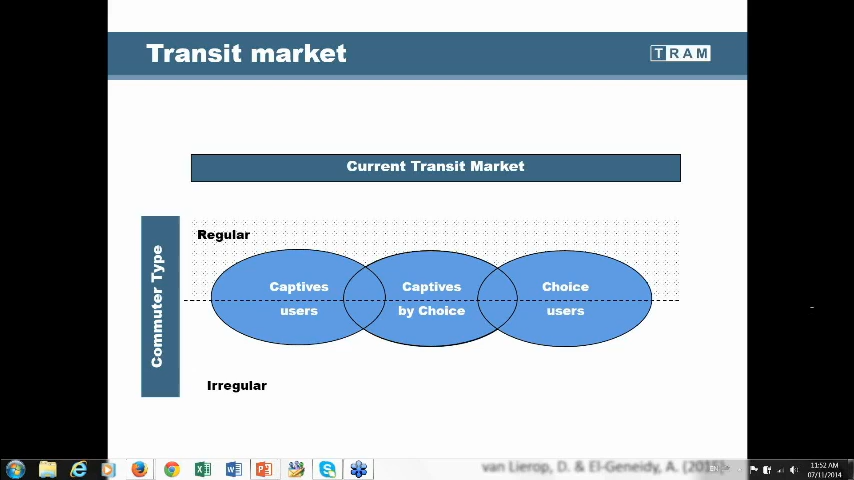 Transit market
TRAM
Current Transit Market
Regular
Commuter Type
Captives
users
Captives
by Choice
Choice
users
Irregular
van Lierop, D. & El-Geneidy, A. (2015)
11:52 AM
07/11/2014